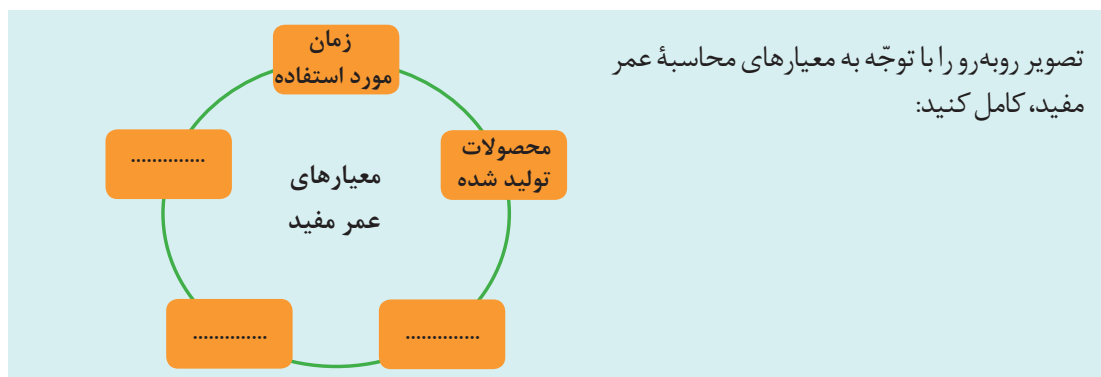 تصویر روبه‌رو را با توجّه به معیارهای محاسبۀ عمر
مفید، کامل کنید:
زمان
مورد استفاده
محصولات
تولید شده
..............
معیارهای
عمر مفید
..............
..............